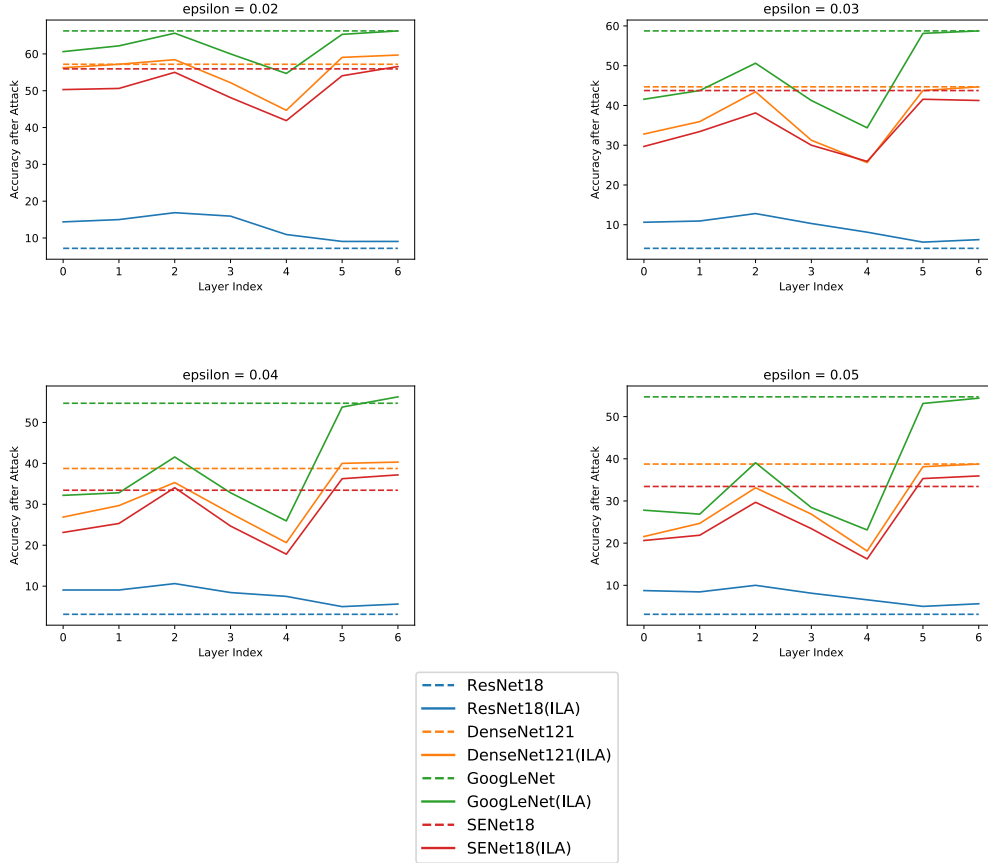 epsilon = 0.02
60
50
40
30
20
10
Accuracy after Attack
0 1 2 3 4 5 6
Layer Index
epsilon = 0.03
60
50
40
30
20
10
Accuracy after Attack
0 1 2 3 4 5 6
Layer Index
epsilon = 0.04
50
40
30
20
10
Accuracy after Attack
0 1 2 3 4 5 6
Layer Index
epsilon = 0.05
50
40
30
20
10
Accuracy after Attack
0 1 2 3 4 5 6
Layer Index
ResNet18
ResNet18(ILA)
DenseNet121
DenseNet121(ILA)
GoogLeNet
GoogLeNet(ILA)
SENet18
SENet18(ILA)